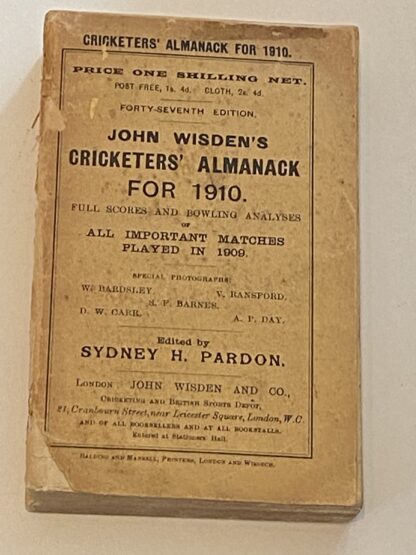 CRICKETERS' ALMANACK FOR 1910.
PRICE ONE SHILLING NET.
POST FREE, 1s. 4d. CLOTH, 2s. 4d.
FORTY-SEVENTH EDITION.
JOHN WISDEN'S
CRICKETERS' ALMANACK
FOR 1910.
FULL SCORES AND BOWLING ANALYSES
OF
ALL IMPORTANT MATCHES
PLAYED IN 1909.
SPECIAL PHOTOGRAPHS:
W. BARDSLEY. V. RANSFORD.
S. F. BARNES.
D. W. CARR. A. P. DAY.
Edited by
SYDNEY H. PARDON.
LONDON JOHN WISDEN AND CO.,
CRICKETING AND BRITISH SPORTS DEPOT,
21, Cranbourn Street, near Leicester Square, London, W.C.
AND OF ALL BOOKSELLERS AND AT ALL BOOKSTALLS.
Entered at Stationers' Hall.
BALDING AND MANSELL, PRINTERS, LONDON AND WISBECH.